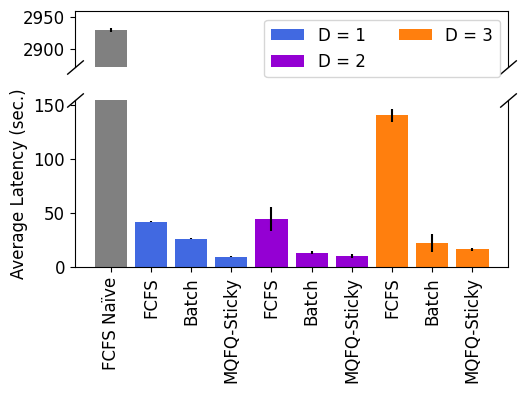 2950
2900
150
100
50
0
Average Latency (sec.)
D = 1
D = 2
D = 3
FCFS Naïve
FCFS
Batch
MQFQ-Sticky
FCFS
Batch
MQFQ-Sticky
FCFS
Batch
MQFQ-Sticky